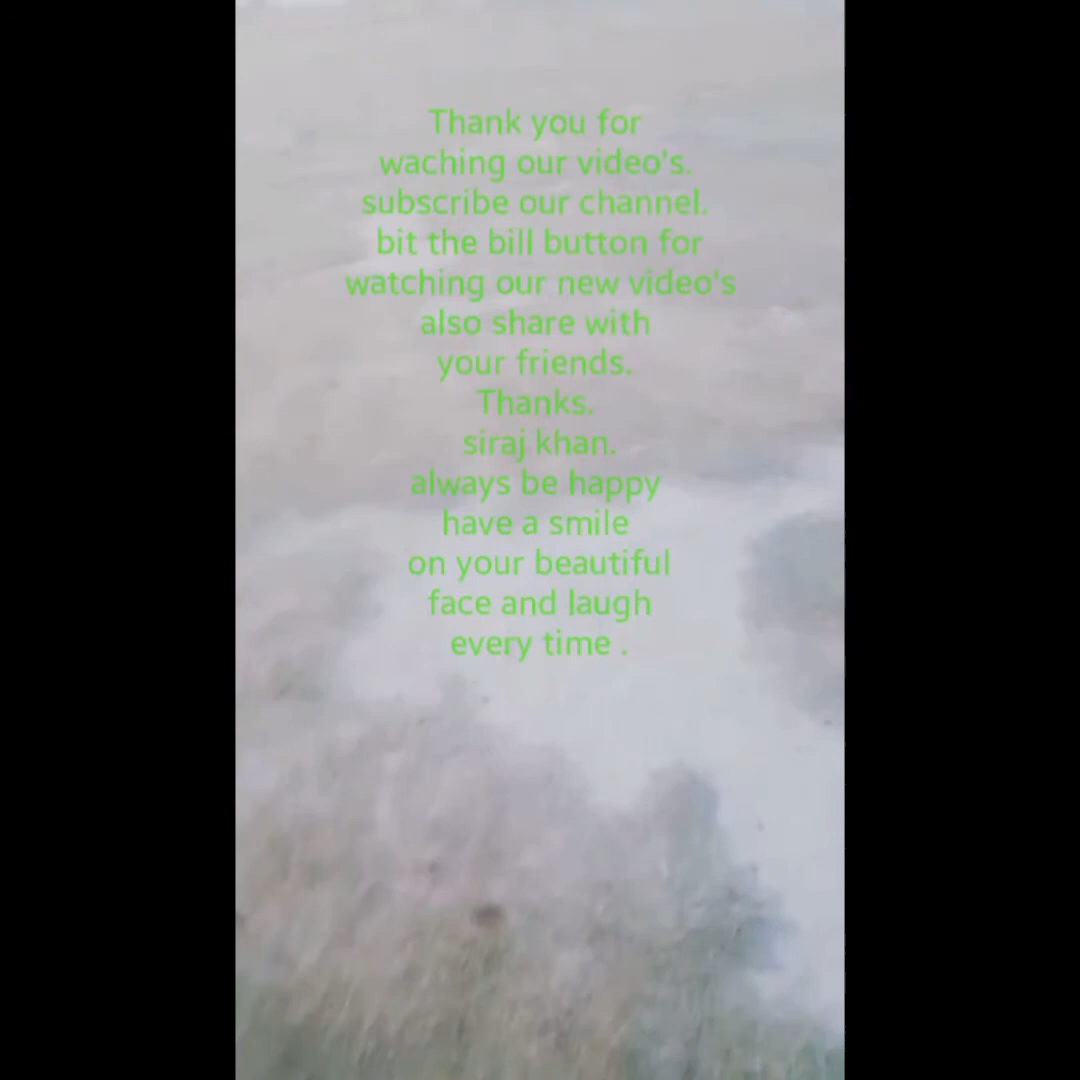 Thank you for
waching our video's.
subscribe our channel.
bit the bill button for
watching our new video's
also share with
your friends.
Thanks.
siraj khan.
always be happy
have a smile
on your beautiful
face and laugh
every time .